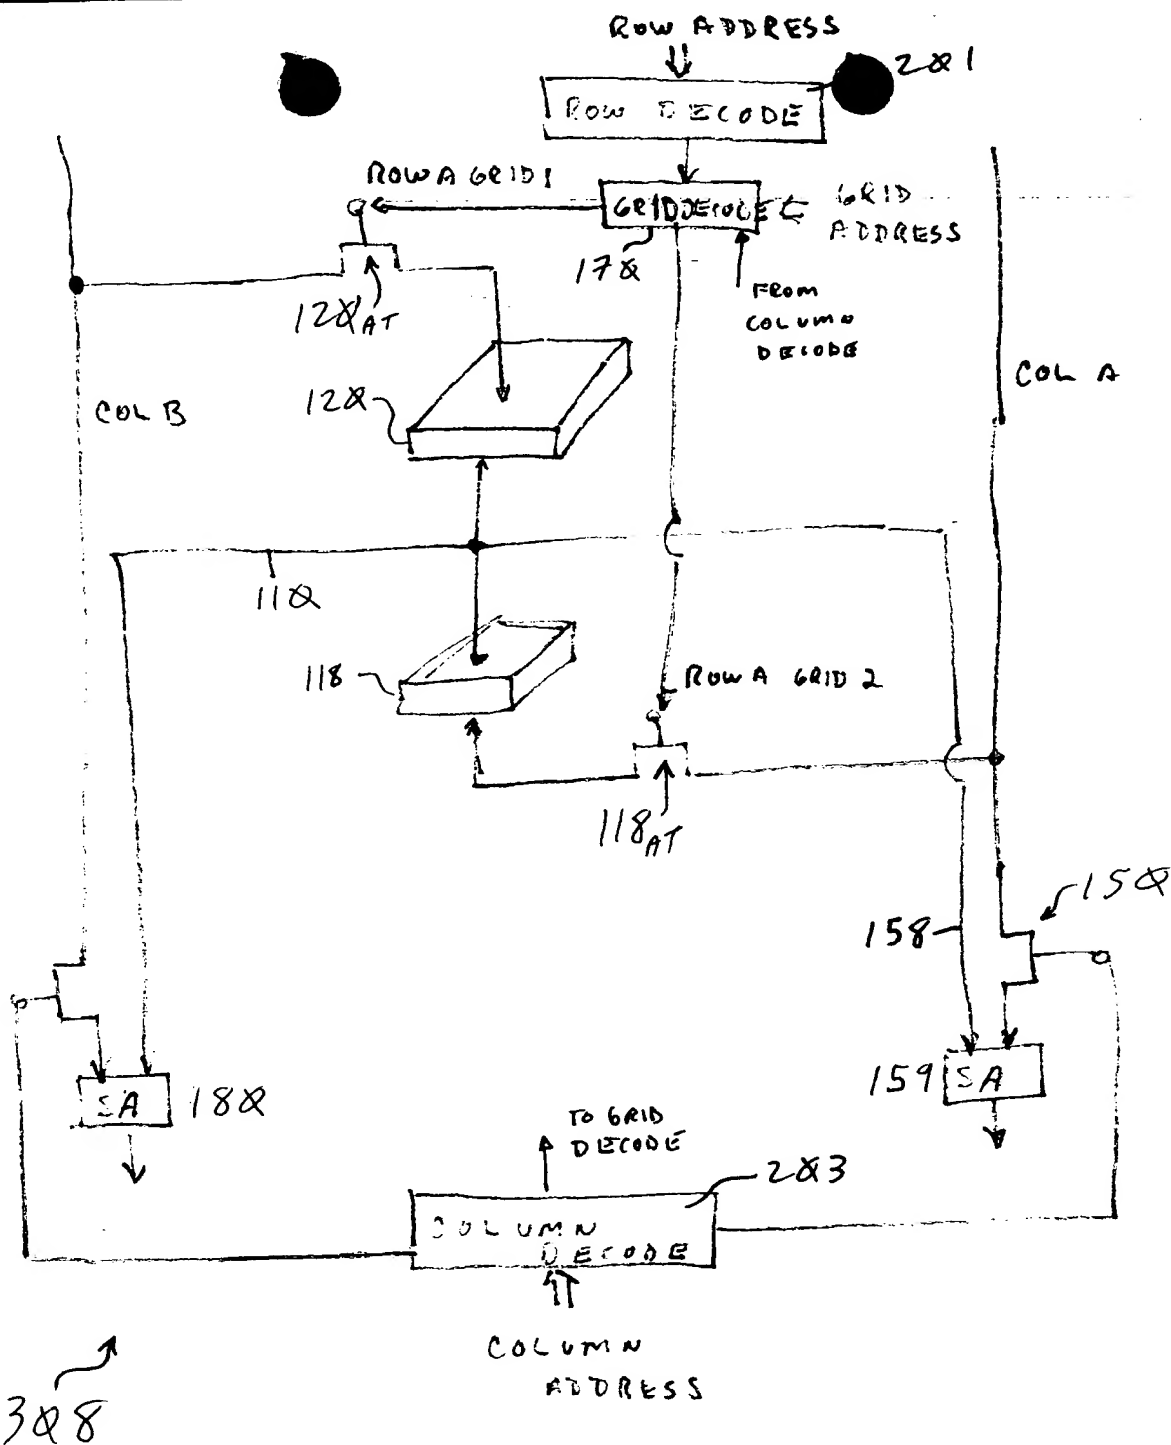 ROW ADDRESS
201
ROW DECODE
ROW A GRID 1
GRID DECODE
GRID
ADDRESS
170
FROM
COLUMN
DECODE
120AT
COL A
120
COL B
110
118
ROW A GRID 2
118AT
150
158
159
SA
SA
180
TO GRID
DECODE
203
COLUMN
DECODE
COLUMN
ADDRESS
308